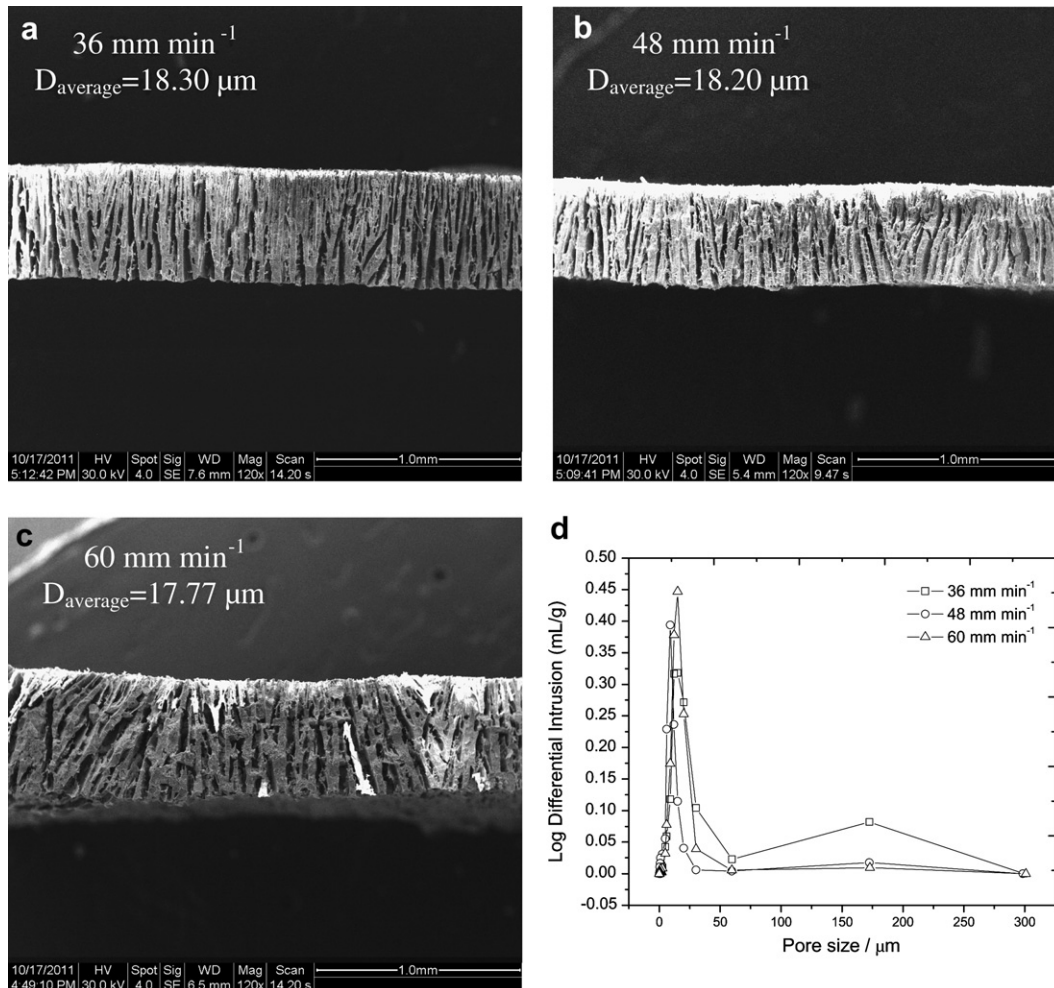 a
36 mm min⁻¹
Daverage=18.30 μm
10/17/2011 HV Spot Sig WD Mag Scan
5:12:42 PM 30.0 kV 4.0 SE 7.6 mm 120x 14.20 s
1.0mm
b
48 mm min⁻¹
Daverage=18.20 μm
10/17/2011 HV Spot Sig WD Mag Scan
5:09:41 PM 30.0 kV 4.0 SE 5.4 mm 120x 9.47 s
1.0mm
c
60 mm min⁻¹
Daverage=17.77 μm
10/17/2011 HV Spot Sig WD Mag Scan
4:49:10 PM 30.0 kV 4.0 SE 6.5 mm 120x 14.20 s
1.0mm
d
Log Differential Intrusion (mL/g)
0.50
0.45
0.40
0.35
0.30
0.25
0.20
0.15
0.10
0.05
0.00
-0.05
36 mm min⁻¹
48 mm min⁻¹
60 mm min⁻¹
0 50 100 150 200 250 300
Pore size / μm